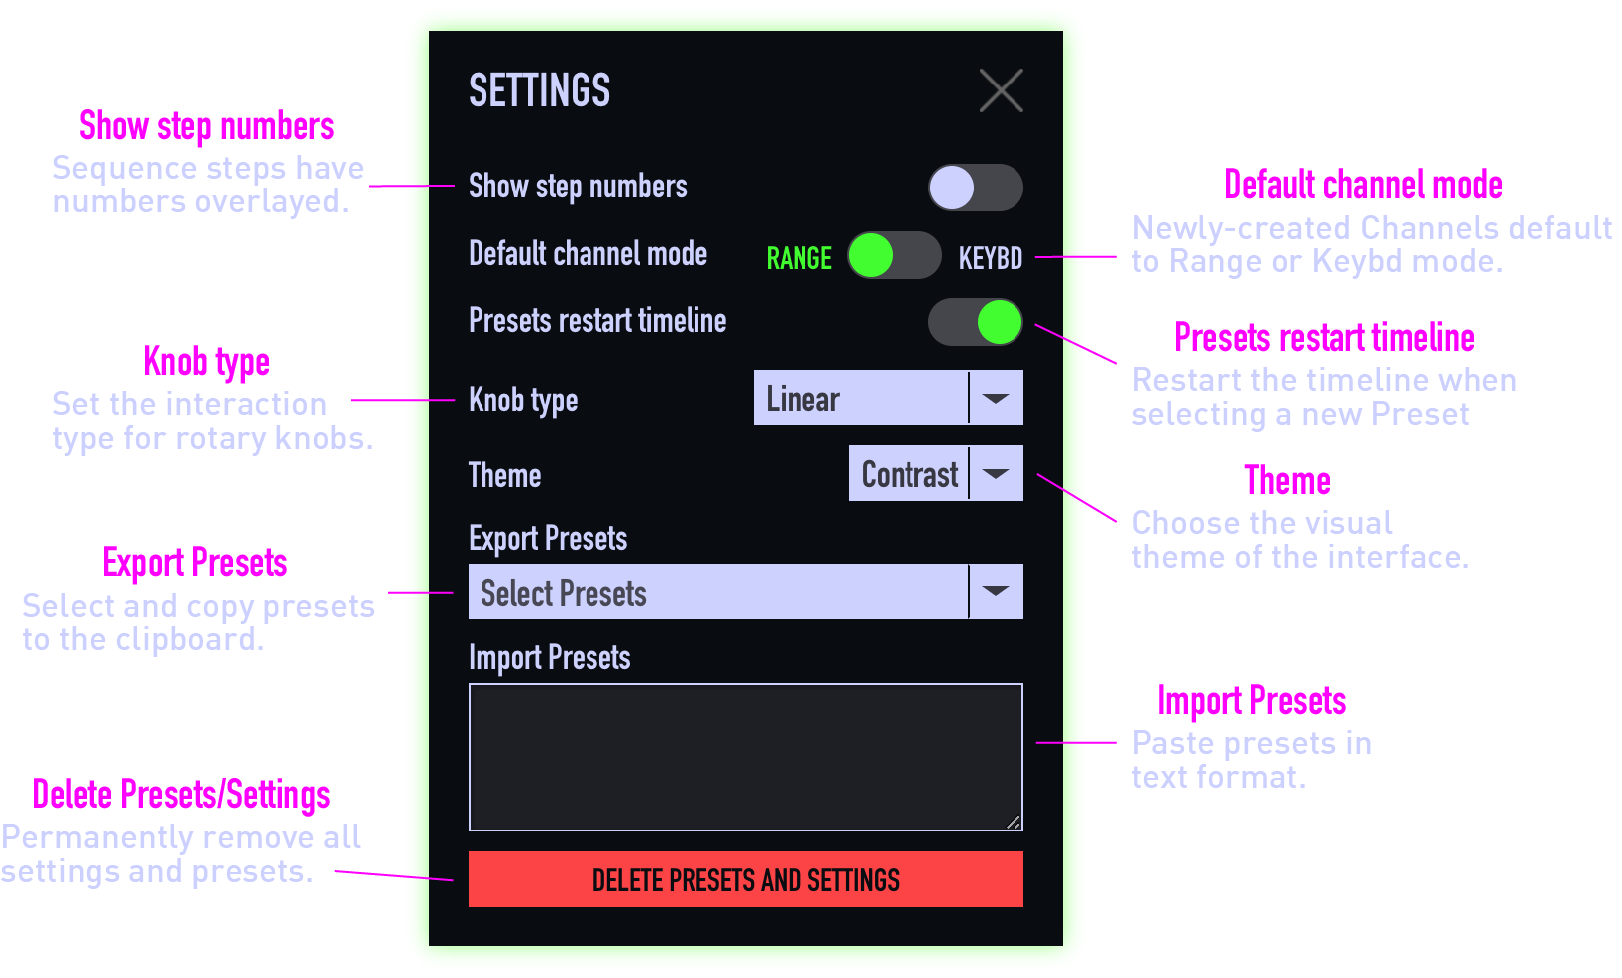 SETTINGS
Show step numbers
Sequence steps have
numbers overlayed.
Show step numbers
Default channel mode
Newly-created Channels default
to Range or Keybd mode.
Default channel mode
RANGE
KEYBD
Presets restart timeline
Presets restart timeline
Restart the timeline when
selecting a new Preset
Knob type
Set the interaction
type for rotary knobs.
Knob type
Linear
Theme
Contrast
Theme
Choose the visual
theme of the interface.
Export Presets
Select and copy presets
to the clipboard.
Export Presets
Select Presets
Import Presets
Import Presets
Paste presets in
text format.
Delete Presets/Settings
Permanently remove all
settings and presets.
DELETE PRESETS AND SETTINGS